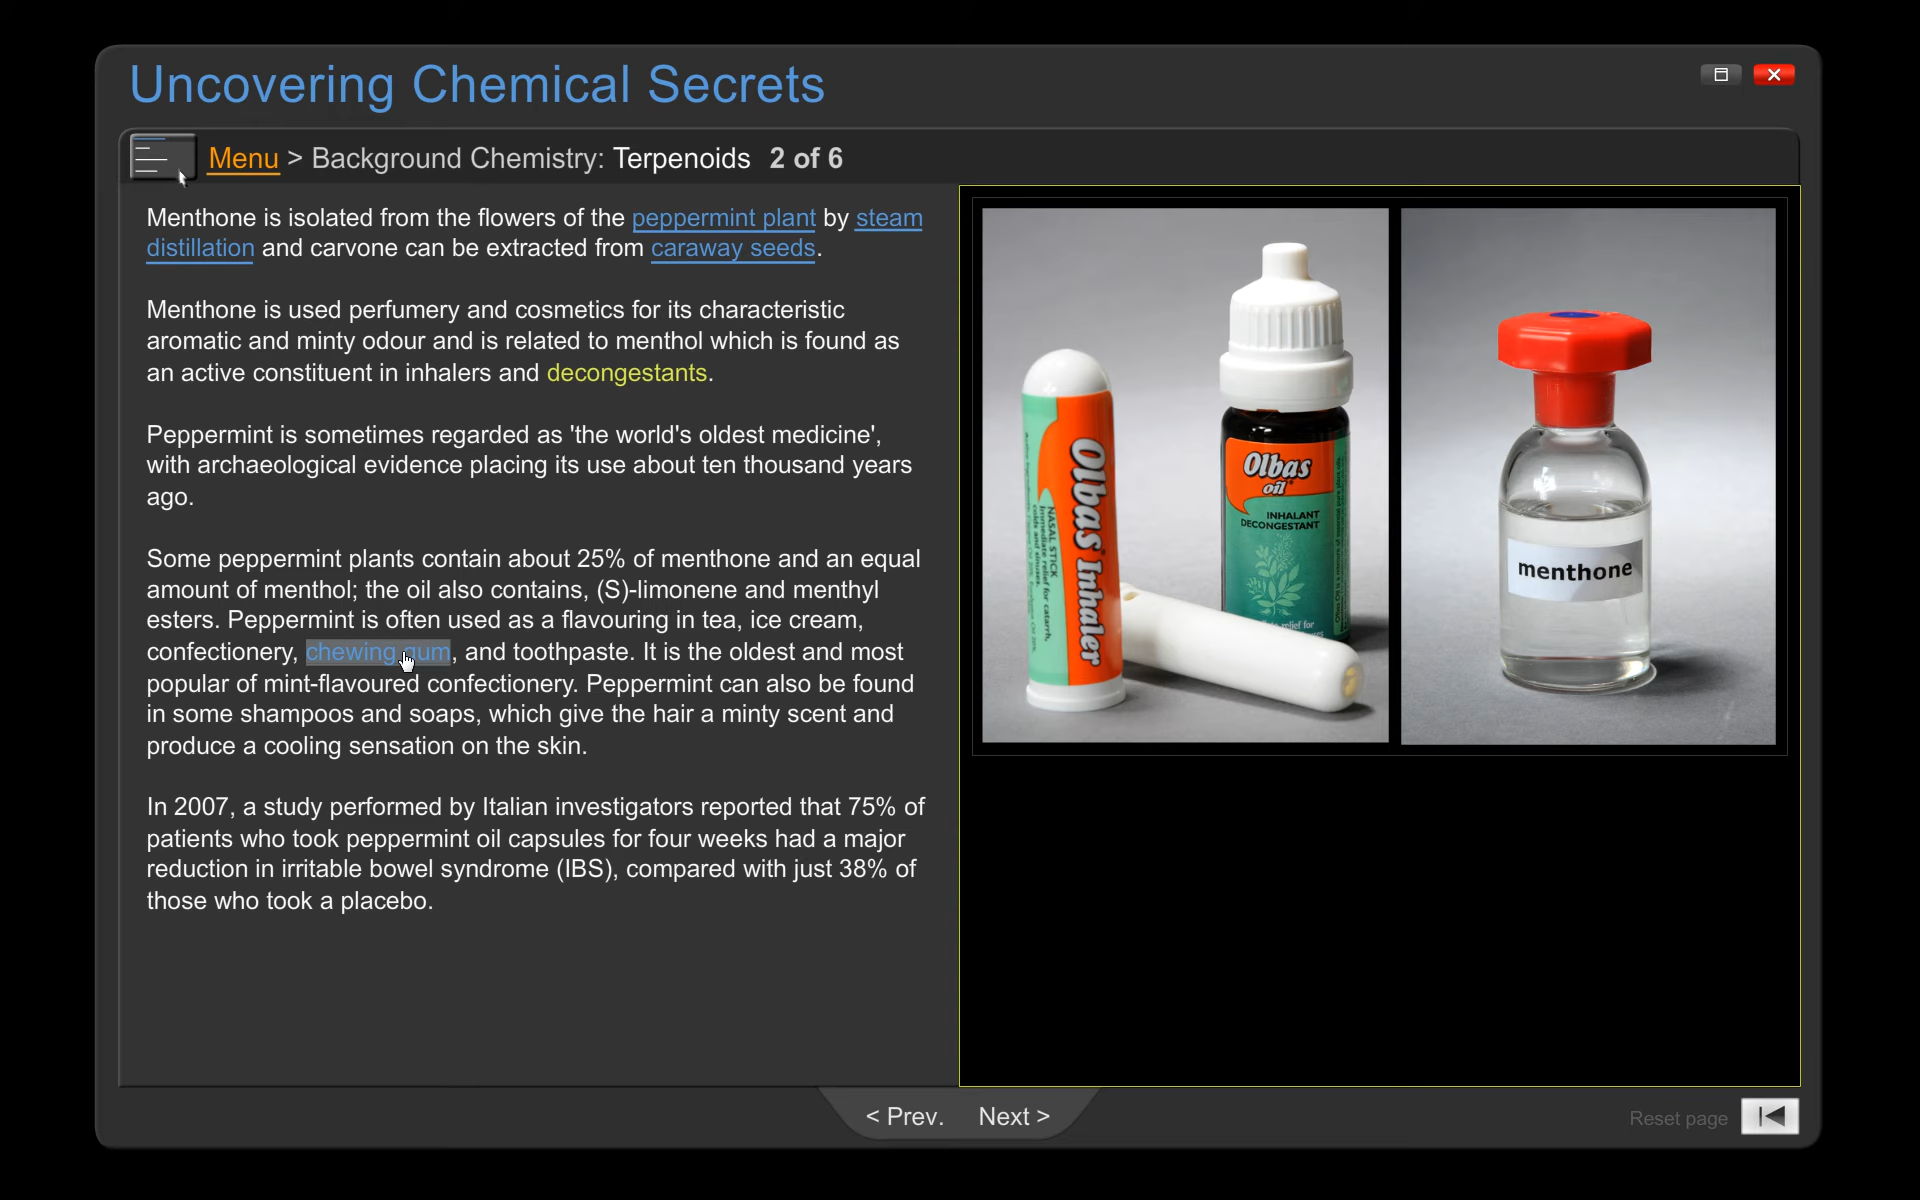 Uncovering Chemical Secrets
Menu > Background Chemistry: Terpenoids 2 of 6
Menthone is isolated from the flowers of the peppermint plant by steam
distillation and carvone can be extracted from caraway seeds.
Menthone is used perfumery and cosmetics for its characteristic
aromatic and minty odour and is related to menthol which is found as
an active constituent in inhalers and decongestants.
Peppermint is sometimes regarded as 'the world's oldest medicine',
with archaeological evidence placing its use about ten thousand years
ago.
Some peppermint plants contain about 25% of menthone and an equal
amount of menthol; the oil also contains, (S)-limonene and menthyl
esters. Peppermint is often used as a flavouring in tea, ice cream,
confectionery, chewing gum, and toothpaste. It is the oldest and most
popular of mint-flavoured confectionery. Peppermint can also be found
in some shampoos and soaps, which give the hair a minty scent and
produce a cooling sensation on the skin.
In 2007, a study performed by Italian investigators reported that 75% of
patients who took peppermint oil capsules for four weeks had a major
reduction in irritable bowel syndrome (IBS), compared with just 38% of
those who took a placebo.
Olbas Inhaler
NASAL STICK
Immediate relief for catarrh,
colds and sinuses.
Olbas
oil
INHALANT
DECONGESTANT
relief for
menthone
< Prev. Next >
Reset page